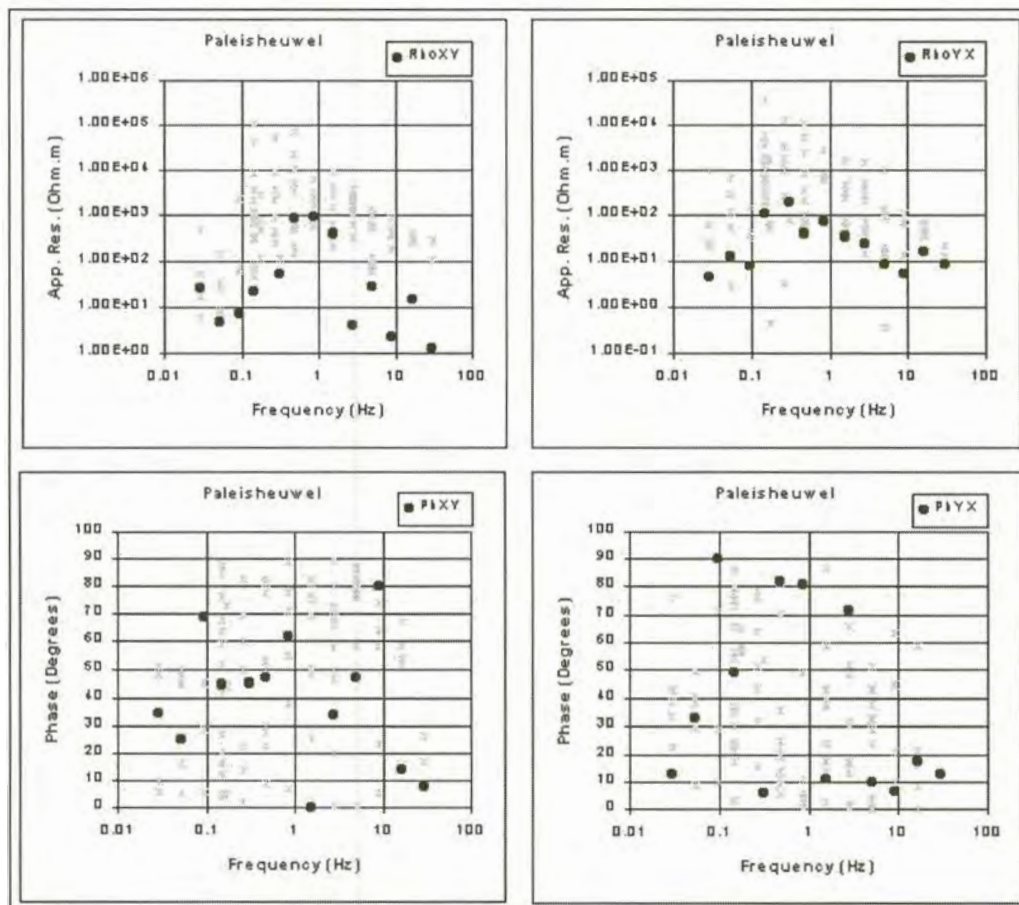 Paleisheuwel
RhoXY
1.00E+06
1.00E+05
1.00E+04
1.00E+03
1.00E+02
1.00E+01
1.00E+00
App. Res. (Ohm.m)
0.01 0.1 1 10 100
Frequency (Hz)
Paleisheuwel
RhoYX
1.00E+05
1.00E+04
1.00E+03
1.00E+02
1.00E+01
1.00E+00
1.00E-01
App. Res. (Ohm.m)
0.01 0.1 1 10 100
Frequency (Hz)
Paleisheuwel
PhXY
100
90
80
70
60
50
40
30
20
10
0
Phase (Degrees)
0.01 0.1 1 10 100
Frequency (Hz)
Paleisheuwel
PhYX
100
90
80
70
60
50
40
30
20
10
0
Phase (Degrees)
0.01 0.1 1 10 100
Frequency (Hz)